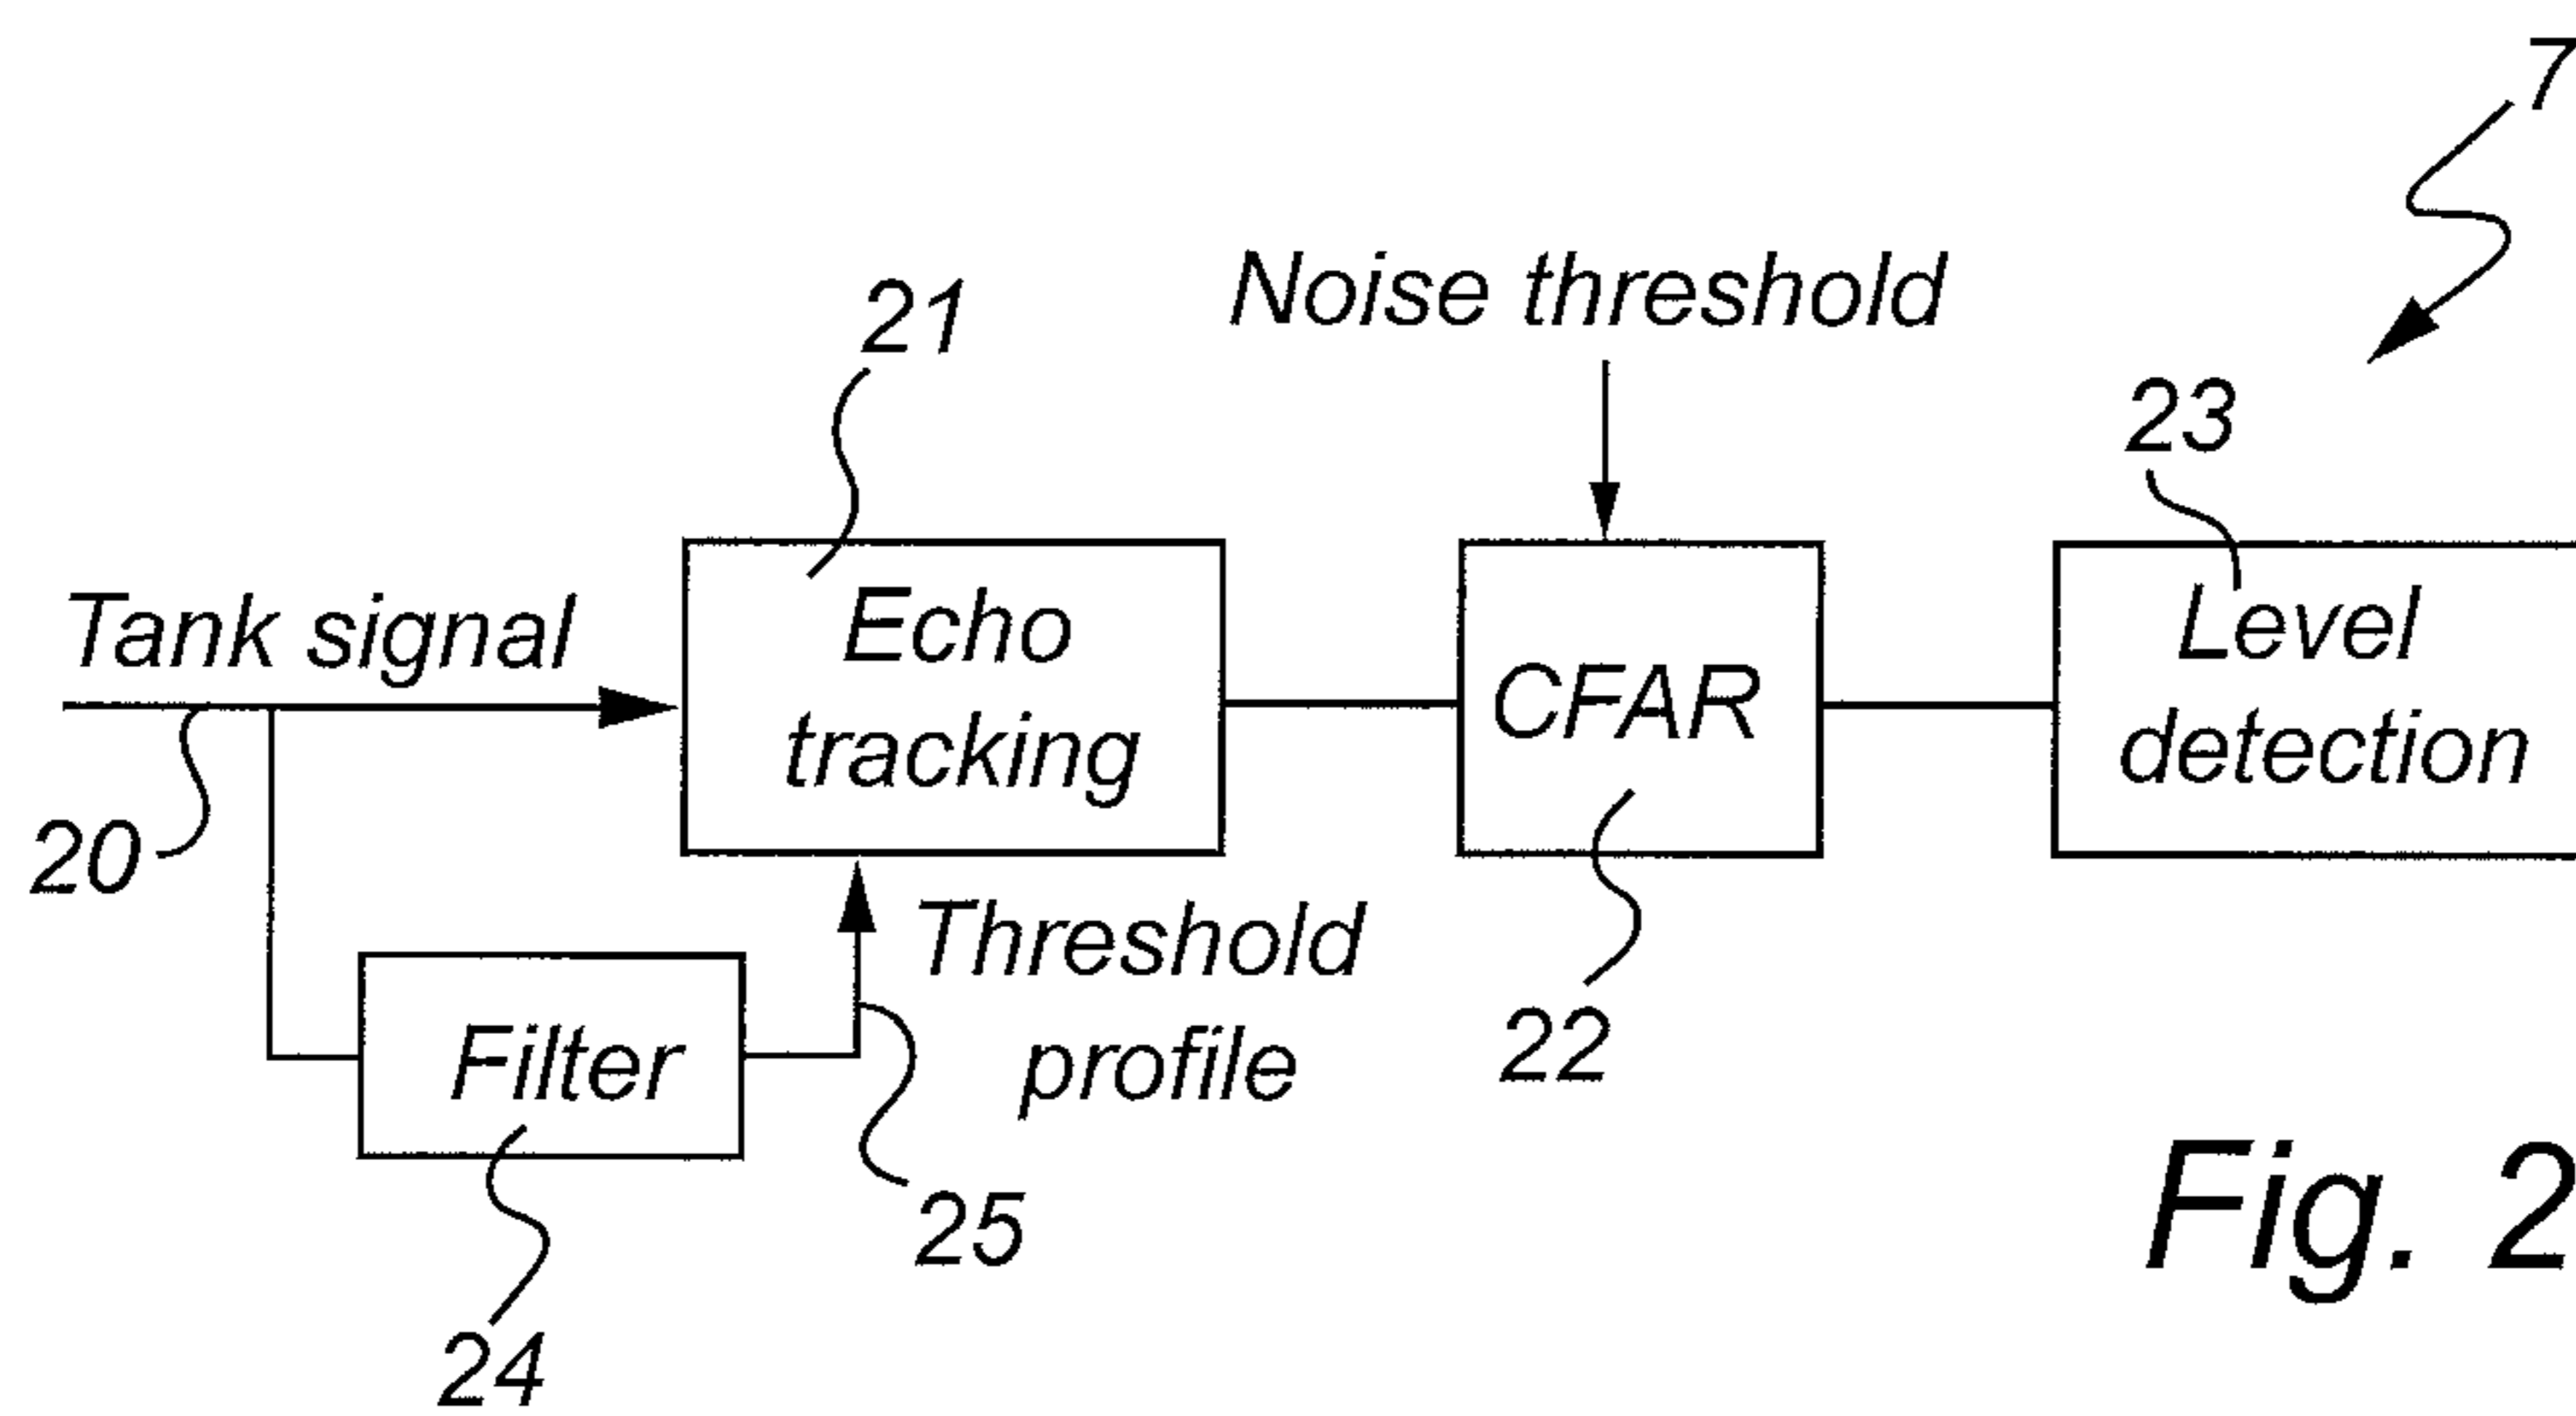 7
21
Noise threshold
23
Tank signal
Echo
tracking
CFAR
Level
detection
20
Threshold
profile
Filter
22
25
24
Fig. 2